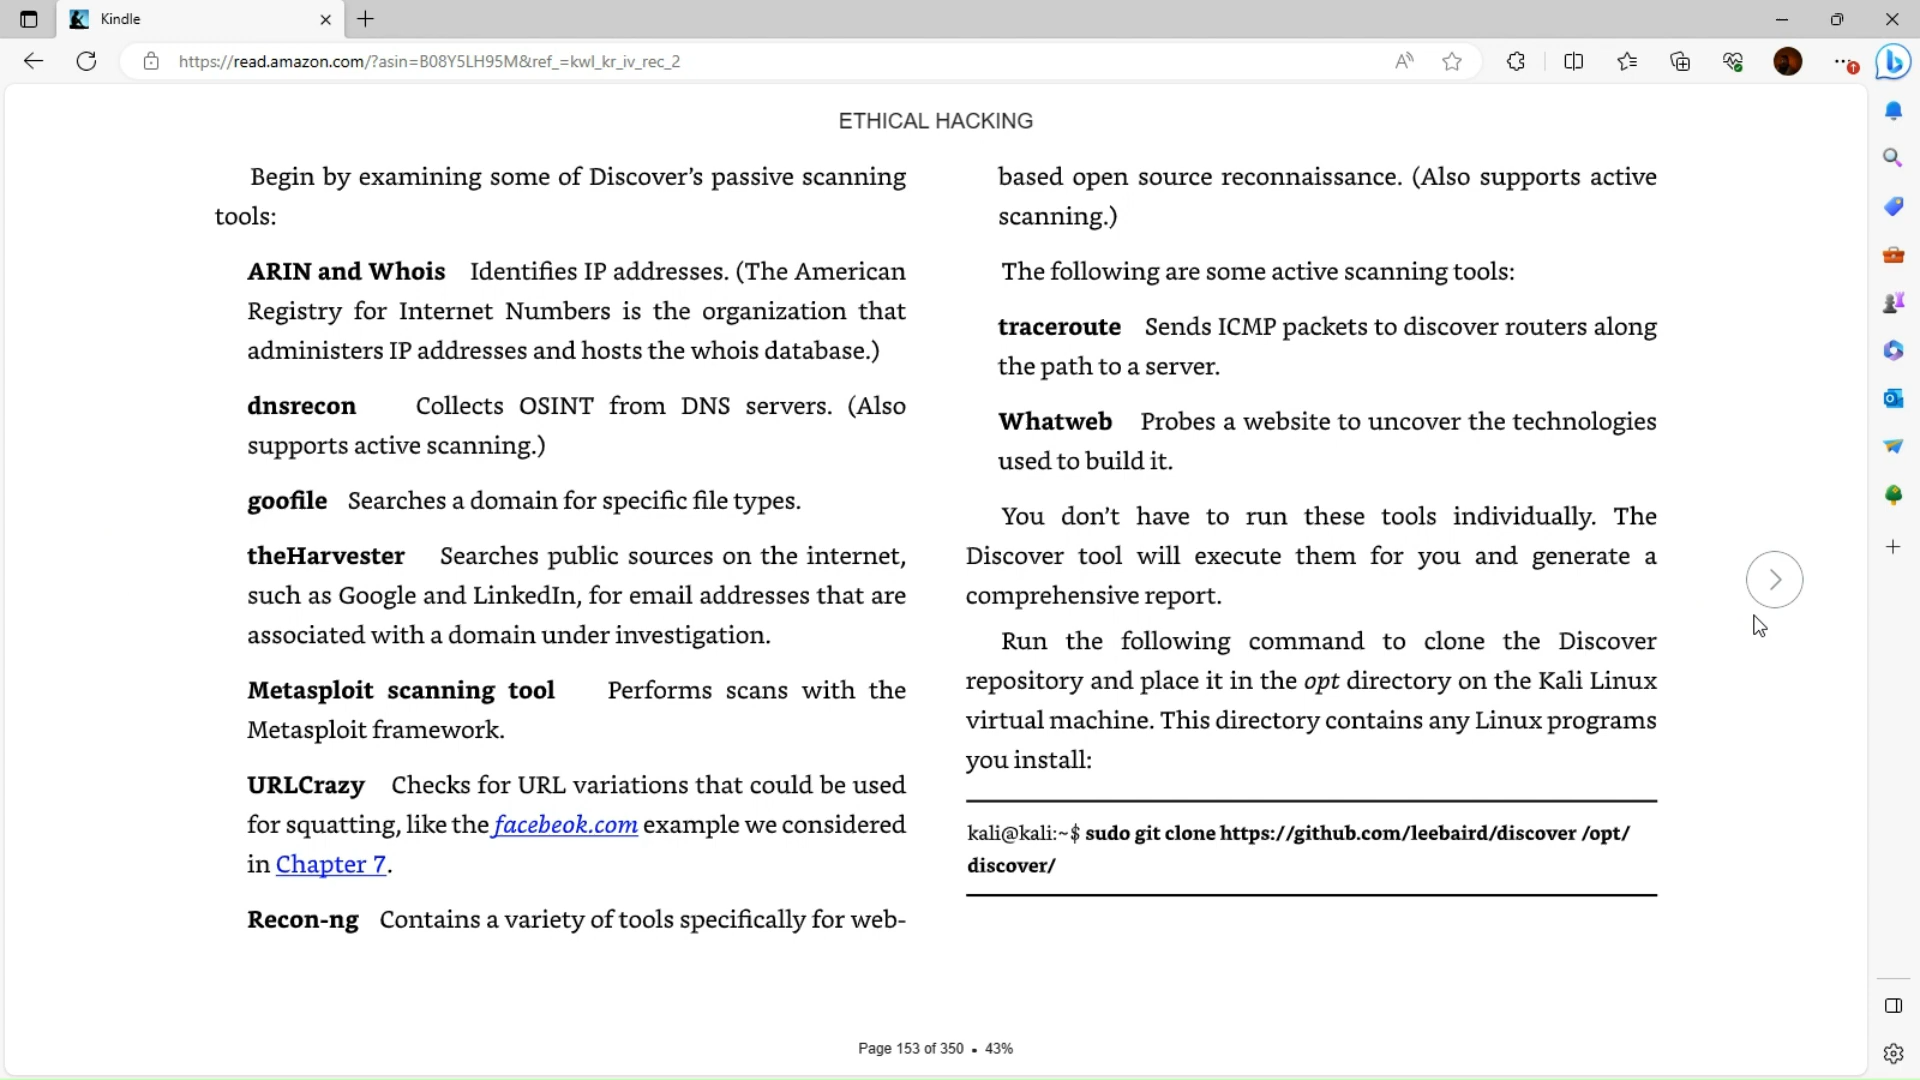 Kindle
https://read.amazon.com/?asin=B08Y5LH95M&ref_=kwl_kr_iv_rec_2
ETHICAL HACKING
Begin by examining some of Discover’s passive scanning
tools:
ARIN and Whois Identifies IP addresses. (The American
Registry for Internet Numbers is the organization that
administers IP addresses and hosts the whois database.)
dnsrecon Collects OSINT from DNS servers. (Also
supports active scanning.)
goofile Searches a domain for specific file types.
theHarvester Searches public sources on the internet,
such as Google and LinkedIn, for email addresses that are
associated with a domain under investigation.
Metasploit scanning tool Performs scans with the
Metasploit framework.
URLCrazy Checks for URL variations that could be used
for squatting, like the facebeok.com example we considered
in Chapter 7.
Recon-ng Contains a variety of tools specifically for web-
based open source reconnaissance. (Also supports active
scanning.)
The following are some active scanning tools:
traceroute Sends ICMP packets to discover routers along
the path to a server.
Whatweb Probes a website to uncover the technologies
used to build it.
You don’t have to run these tools individually. The
Discover tool will execute them for you and generate a
comprehensive report.
Run the following command to clone the Discover
repository and place it in the opt directory on the Kali Linux
virtual machine. This directory contains any Linux programs
you install:
kali@kali:~$ sudo git clone https://github.com/leebaird/discover /opt/
discover/
Page 153 of 350 • 43%